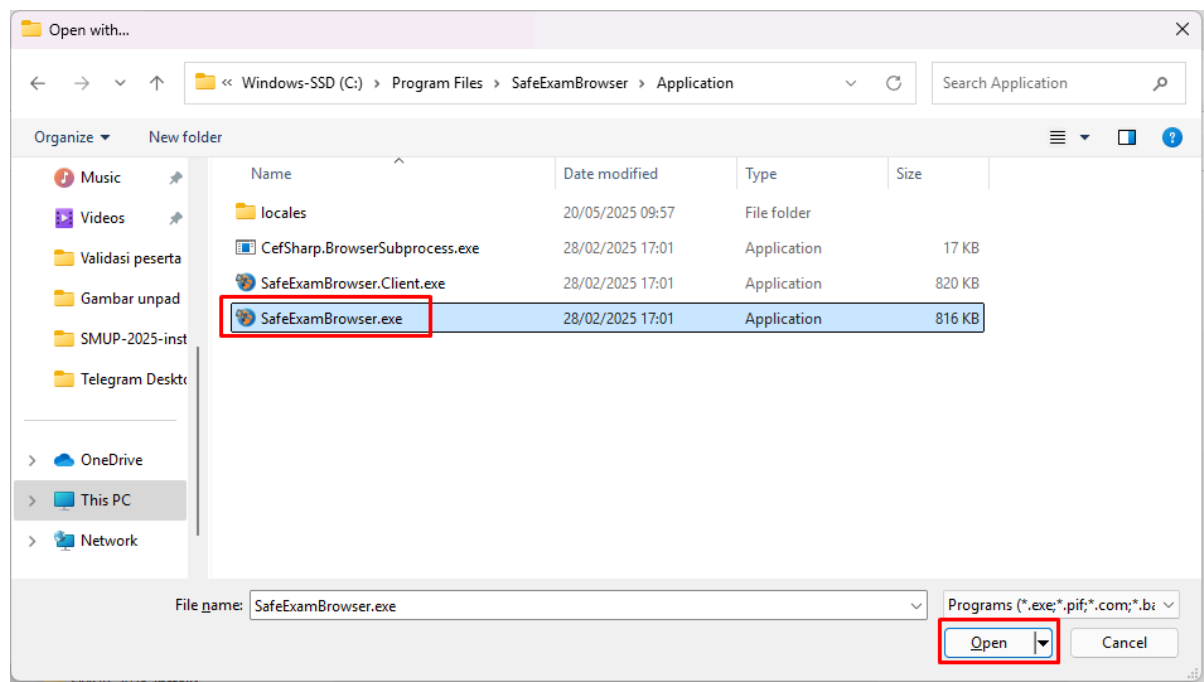 Open with...
« Windows-SSD (C:) > Program Files > SafeExamBrowser > Application
Search Application
Organize New folder
Name Date modified Type Size
Music
Videos
Validasi peserta
Gambar unpad
SMUP-2025-inst
Telegram Deskto
OneDrive
This PC
Network
locales 20/05/2025 09:57 File folder
CefSharp.BrowserSubprocess.exe 28/02/2025 17:01 Application 17 KB
SafeExamBrowser.Client.exe 28/02/2025 17:01 Application 820 KB
SafeExamBrowser.exe 28/02/2025 17:01 Application 816 KB
File name: SafeExamBrowser.exe
Programs (*.exe;*.pif;*.com;*.ba
Open Cancel